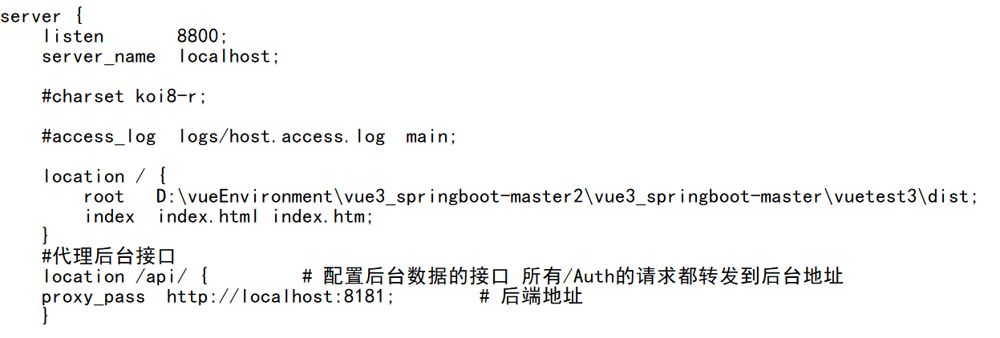 server {
    listen       8800;
    server_name  localhost;

    #charset koi8-r;

    #access_log  logs/host.access.log  main;

    location / {
        root   D:\vueEnvironment\vue3_springboot-master2\vue3_springboot-master\vuetest3\dist;
        index  index.html index.htm;
    }
    #代理后台接口
    location /api/ {         # 配置后台数据的接口 所有/Auth的请求都转发到后台地址
    proxy_pass  http://localhost:8181;        # 后端地址
    }